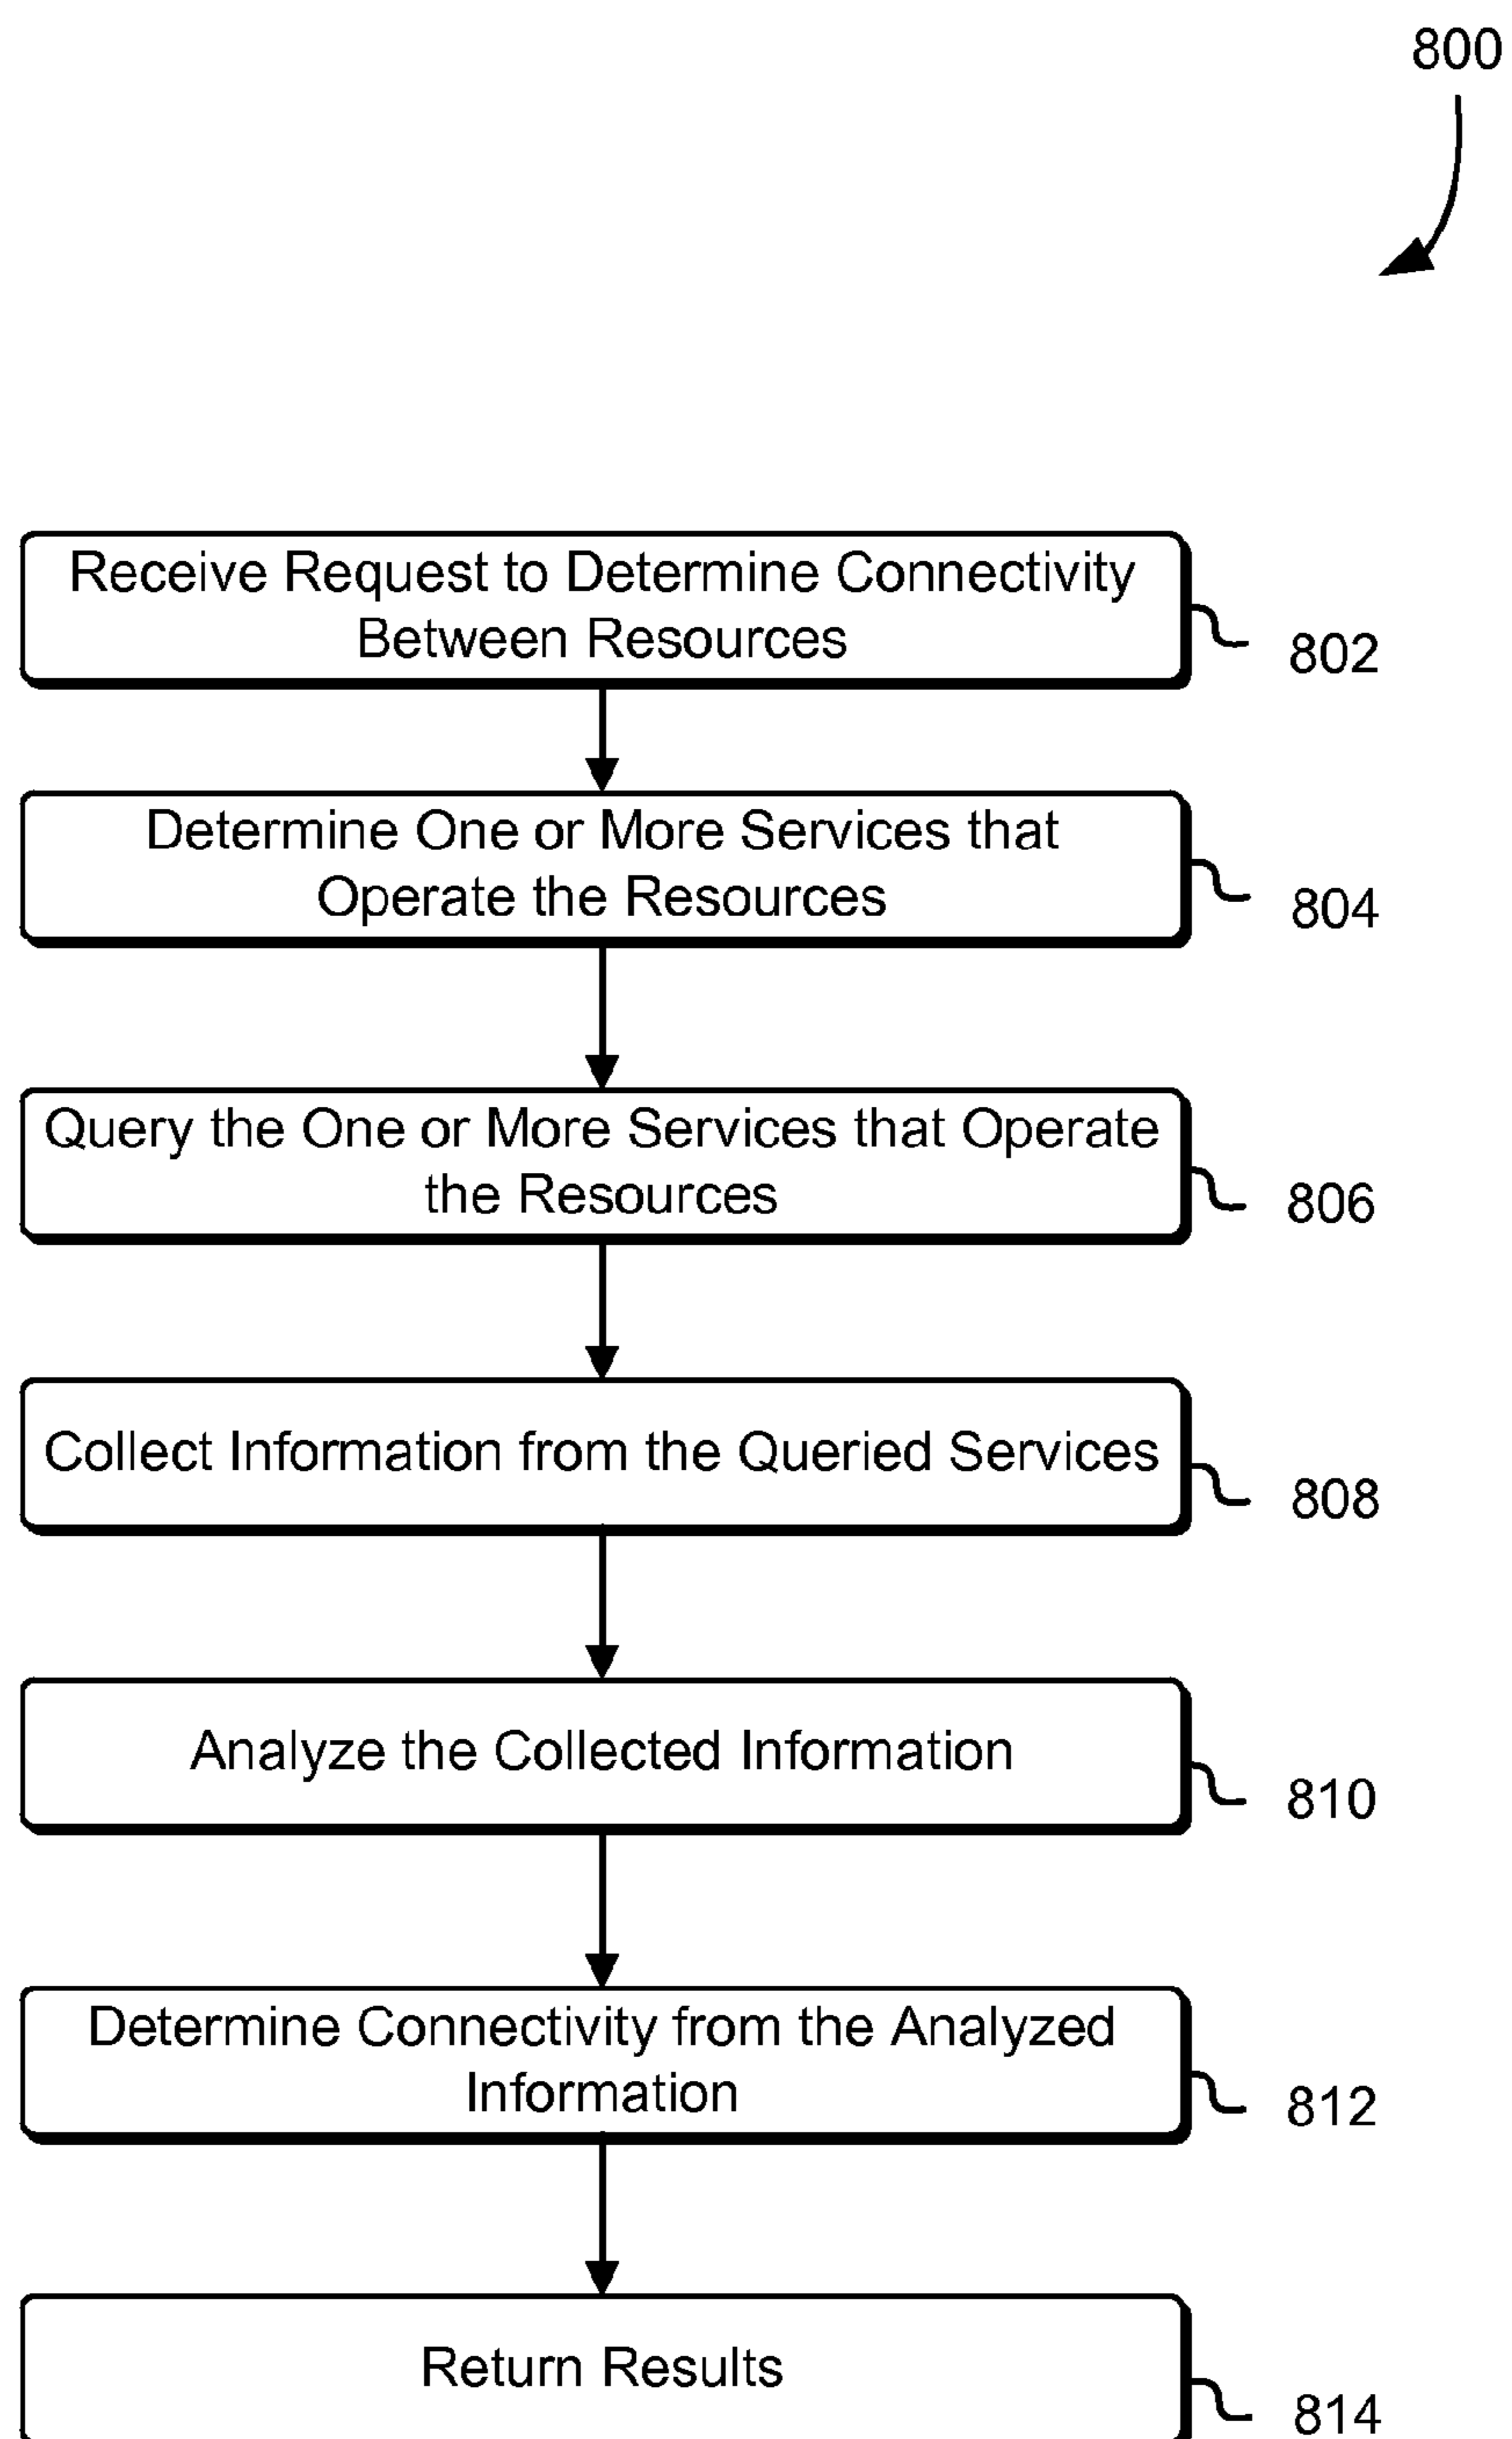 800
Receive Request to Determine Connectivity
Between Resources
802
Determine One or More Services that
Operate the Resources
804
Query the One or More Services that Operate
the Resources
806
Collect Information from the Queried Services
808
Analyze the Collected Information
810
Determine Connectivity from the Analyzed
Information
812
Return Results
814